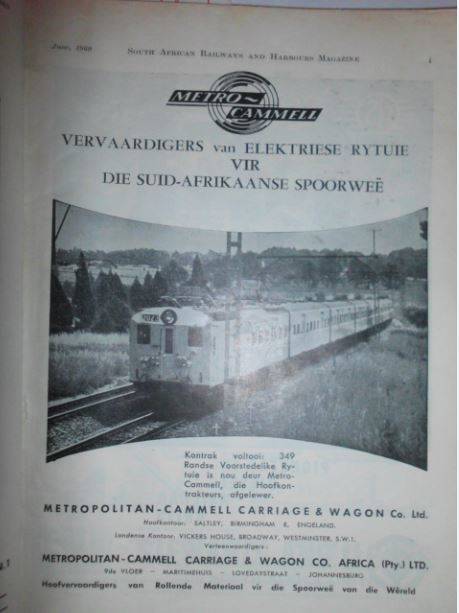 June, 1960 SOUTH AFRICAN RAILWAYS AND HARBOURS MAGAZINE 1
METRO~
CAMMELL
VERVAARDIGERS van ELEKTRIESE RYTUIE
VIR
DIE SUID-AFRIKAANSE SPOORWEË
Kontrak voltooi: 349
Randse Voorstedelike Ry-
tuie is nou deur Metro-
Cammell, die Hoofkon-
trakteurs, afgelewer.
METROPOLITAN-CAMMELL CARRIAGE & WAGON Co. Ltd.
Hoofkantoor: SALTLEY, BIRMINGHAM 8, ENGELAND.
Londense Kantoor: VICKERS HOUSE, BROADWAY, WESTMINSTER, S.W.1.
Verteenwoordigers:
METROPOLITAN-CAMMELL CARRIAGE & WAGON CO. AFRICA (Pty.) LTD.
9de VLOER — MARITIMEHUIS — LOVEDAYSTRAAT — JOHANNESBURG
Hoofvervaardigers van Rollende Materiaal vir die Spoorweë van die Wêreld